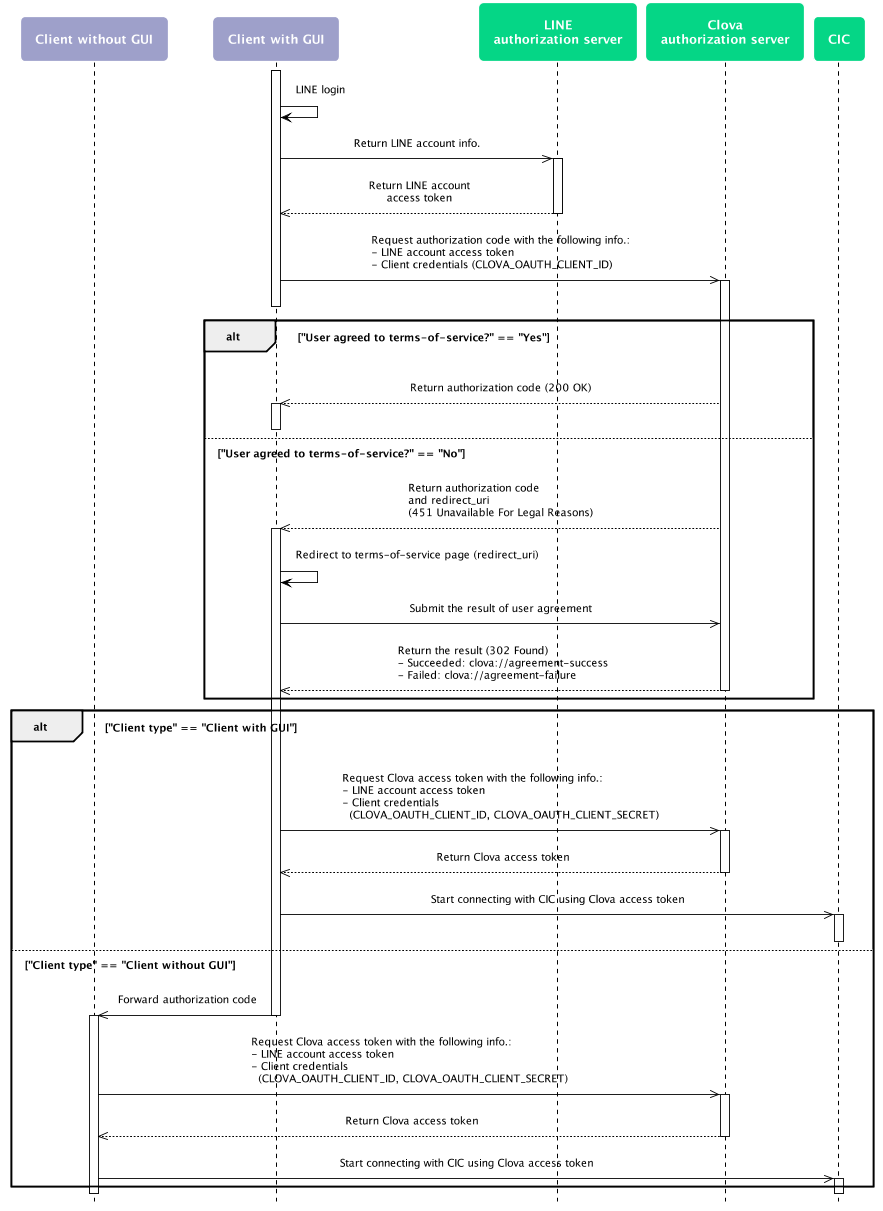 Client without GUI
Client with GUI
LINE
authorization server
Clova
authorization server
CIC
LINE login
Return LINE account info.
Return LINE account
access token
Request authorization code with the following info.:
- LINE account access token
- Client credentials (CLOVA_OAUTH_CLIENT_ID)
alt
["User agreed to terms-of-service?" == "Yes"]
Return authorization code (200 OK)
["User agreed to terms-of-service?" == "No"]
Return authorization code
and redirect_uri
(451 Unavailable For Legal Reasons)
Redirect to terms-of-service page (redirect_uri)
Submit the result of user agreement
Return the result (302 Found)
- Succeeded: clova://agreement-success
- Failed: clova://agreement-failure
alt
["Client type" == "Client with GUI"]
Request Clova access token with the following info.:
- LINE account access token
- Client credentials
(CLOVA_OAUTH_CLIENT_ID, CLOVA_OAUTH_CLIENT_SECRET)
Return Clova access token
Start connecting with CIC using Clova access token
["Client type" == "Client without GUI"]
Forward authorization code
Request Clova access token with the following info.:
- LINE account access token
- Client credentials
(CLOVA_OAUTH_CLIENT_ID, CLOVA_OAUTH_CLIENT_SECRET)
Return Clova access token
Start connecting with CIC using Clova access token